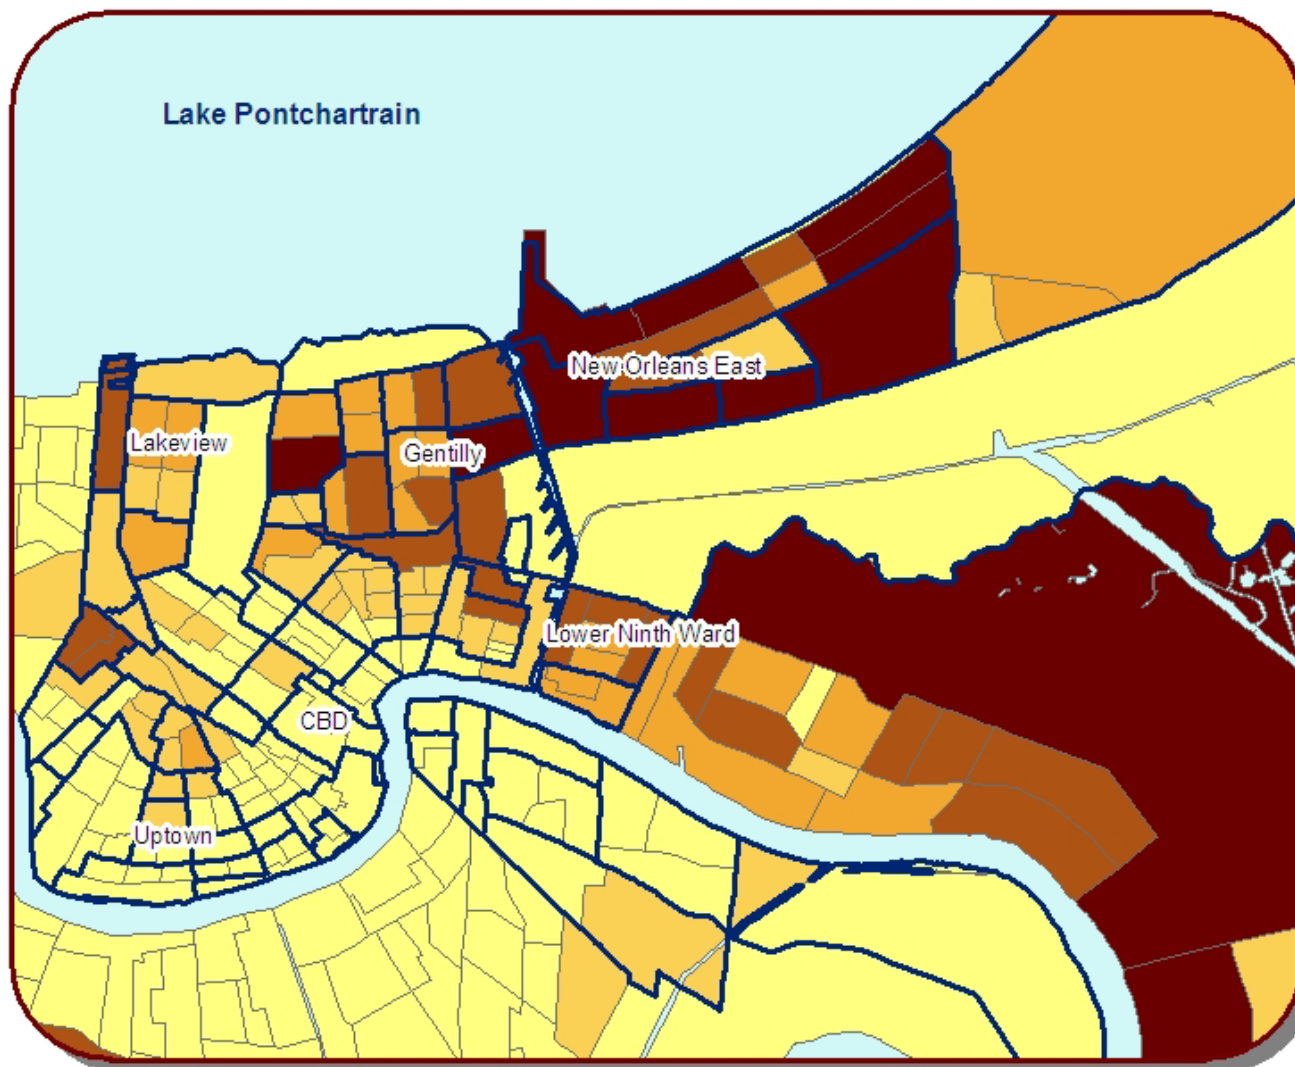 Lake Pontchartrain
New Orleans East
Lakeview
Gentilly
Lower Ninth Ward
CBD
Uptown